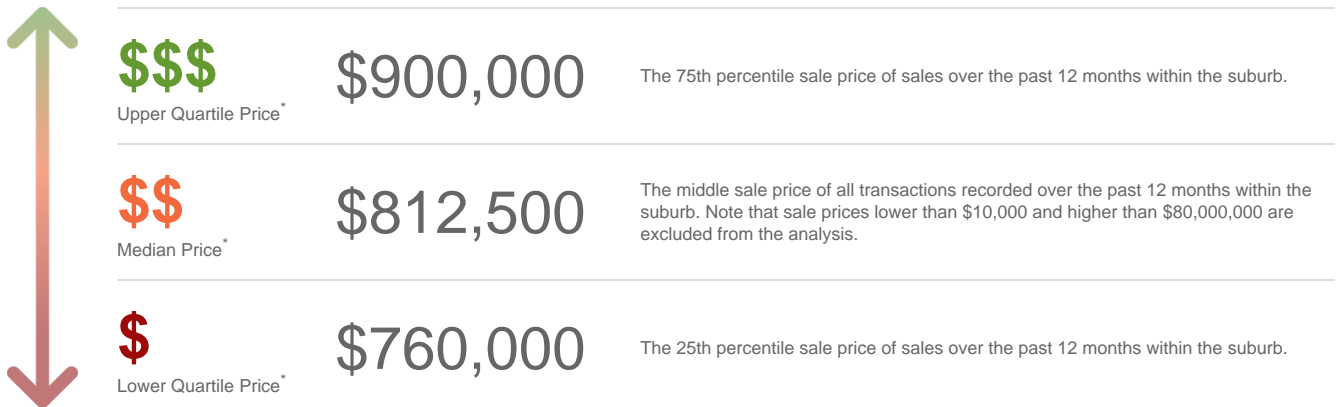 $$$
Upper Quartile Price*
$900,000
The 75th percentile sale price of sales over the past 12 months within the suburb.
$$
Median Price*
$812,500
The middle sale price of all transactions recorded over the past 12 months within the
suburb. Note that sale prices lower than $10,000 and higher than $80,000,000 are
excluded from the analysis.
$
Lower Quartile Price*
$760,000
The 25th percentile sale price of sales over the past 12 months within the suburb.